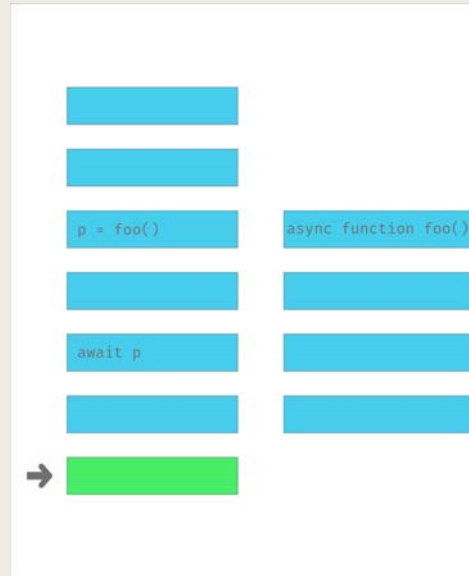 p = foo()
async function foo()
await p